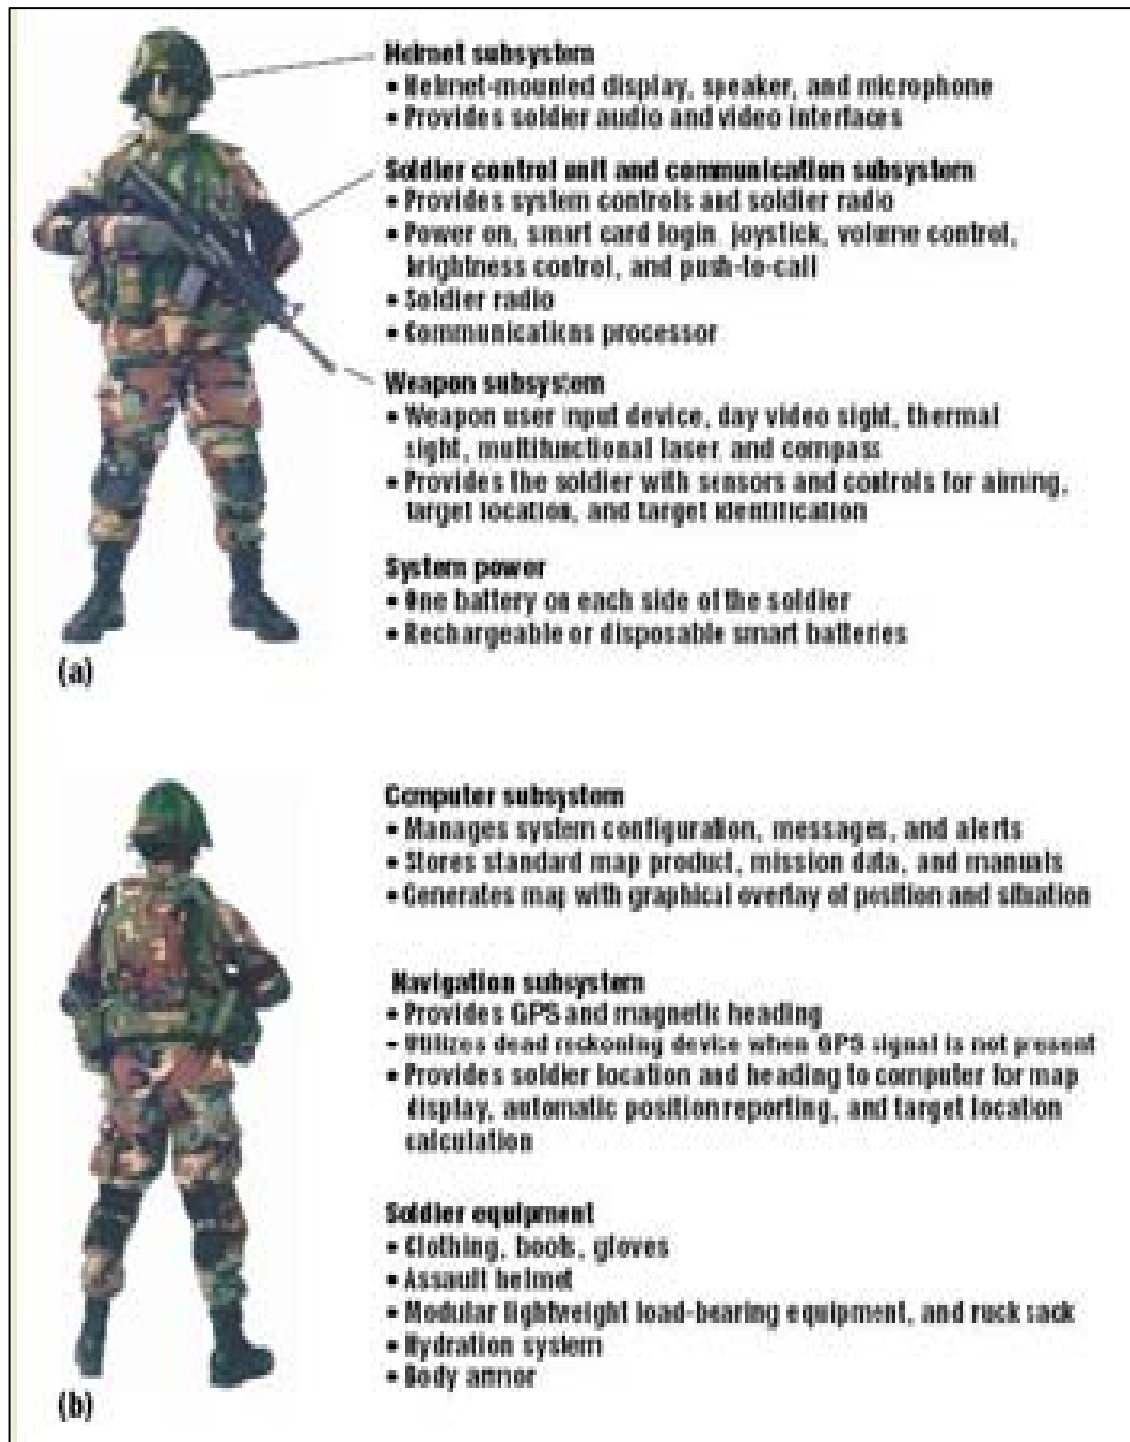 Helmet subsystem
• Helmet-mounted display, speaker, and microphone
• Provides soldier audio and video interfaces
Soldier control unit and communication subsystem
• Provides system controls and soldier radio
• Power on, smart card login, joystick, volume control,
brightness control, and push-to-call
• Soldier radio
• Communications processor
Weapon subsystem
• Weapon user input device, day video sight, thermal
sight, multifunctional laser, and compass
• Provides the soldier with sensors and controls for aiming,
target location, and target identification
System power
• One battery on each side of the soldier
• Rechargeable or disposable smart batteries
(a)
Computer subsystem
• Manages system configuration, messages, and alerts
• Stores standard map product, mission data, and manuals
• Generates map with graphical overlay of position and situation
Navigation subsystem
• Provides GPS and magnetic heading
• Utilizes dead reckoning device when GPS signal is not present
• Provides soldier location and heading to computer for map
display, automatic position reporting, and target location
calculation
Soldier equipment
• Clothing, boots, gloves
• Assault helmet
• Modular lightweight load-bearing equipment, and ruck sack
• Hydration system
• Body armor
(b)